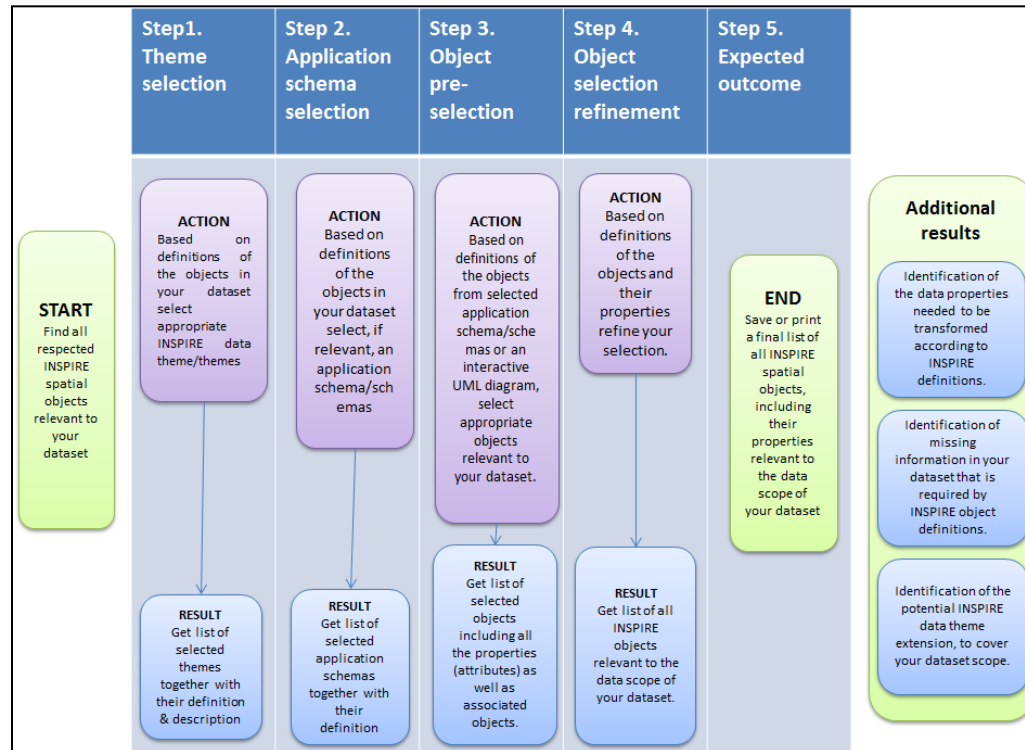 Step1.
Theme
selection
Step 2.
Application
schema
selection
Step 3.
Object
pre-
selection
Step 4.
Object
selection
refinement
Step 5.
Expected
outcome
START
Find all
respected
INSPIRE
spatial
objects
relevant to
your
dataset
ACTION
Based on
definitions of
the objects in
your dataset
select
appropriate
INSPIRE data
theme/themes
RESULT
Get list of
selected
themes
together with
their definition
& description
ACTION
Based on
definitions
of the
objects in
your dataset
select, if
relevant, an
application
schema/sch
emas
RESULT
Get list of
selected
application
schemas
together with
their
definition
ACTION
Based on
definitions of
the objects
from selected
application
schema/sche
mas or an
interactive
UML diagram,
select
appropriate
objects
relevant to
your dataset.
RESULT
Get list of
selected
objects
including all
the properties
(attributes) as
well as
associated
objects.
ACTION
Based on
definitions
of the
objects and
their
properties
refine your
selection.
RESULT
Get list of all
INSPIRE
objects
relevant to the
data scope of
your dataset.
END
Save or print
a final list of
all INSPIRE
spatial
objects,
including
their
properties
relevant to
the data
scope of
your dataset
Additional
results
Identification of
the data properties
needed to be
transformed
according to
INSPIRE
definitions.
Identification of
missing
information in your
dataset that is
required by
INSPIRE object
definitions.
Identification of the
potential INSPIRE
data theme
extension, to cover
your dataset scope.